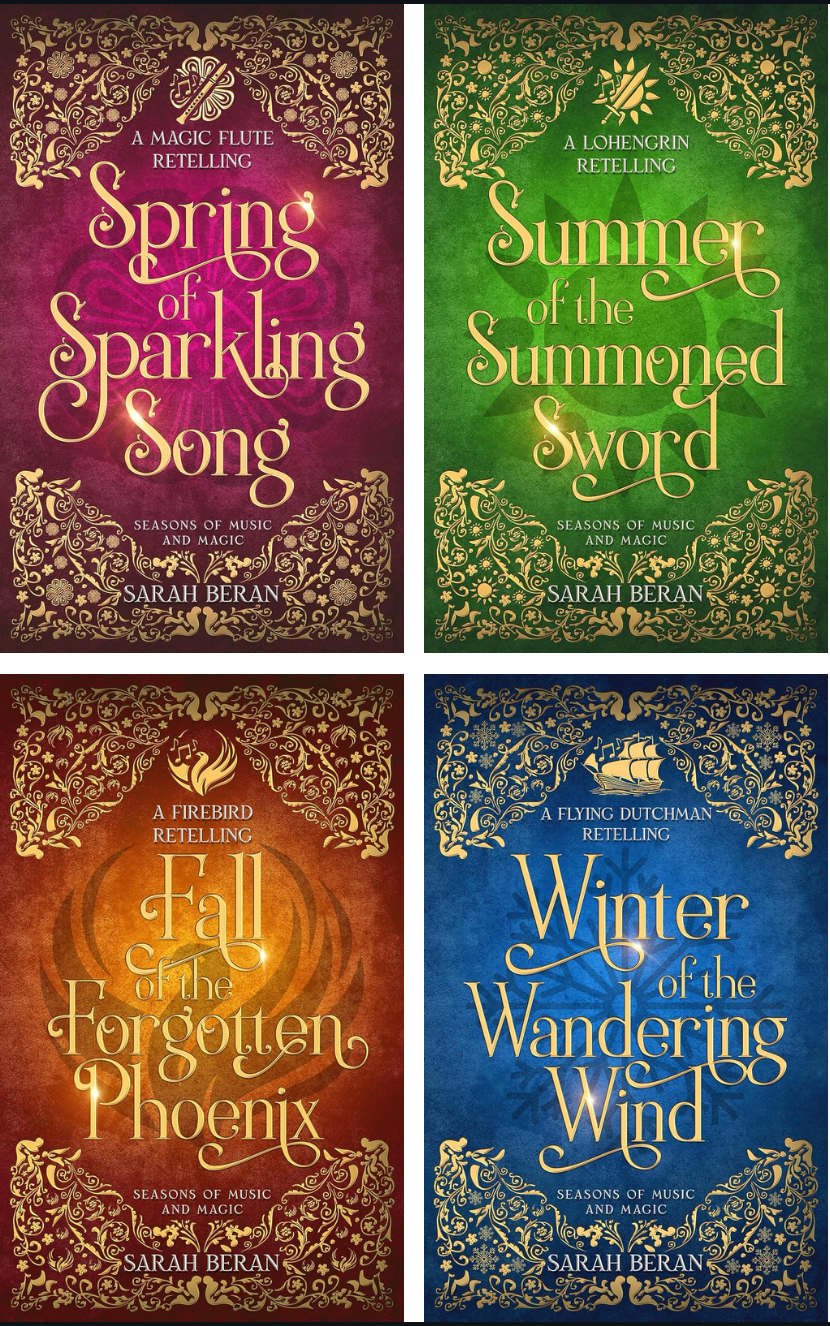 A MAGIC FLUTE
RETELLING
Spring
of
Sparkling
Song
SEASONS OF MUSIC
AND MAGIC
SARAH BERAN
A LOHENGRIN
RETELLING
Summer
of the
Summoned
Sword
SEASONS OF MUSIC
AND MAGIC
SARAH BERAN
A FIREBIRD
RETELLING
Fall
of the
Forgotten
Phoenix
SEASONS OF MUSIC
AND MAGIC
SARAH BERAN
A FLYING DUTCHMAN
RETELLING
Winter
of the
Wandering
Wind
SEASONS OF MUSIC
AND MAGIC
SARAH BERAN